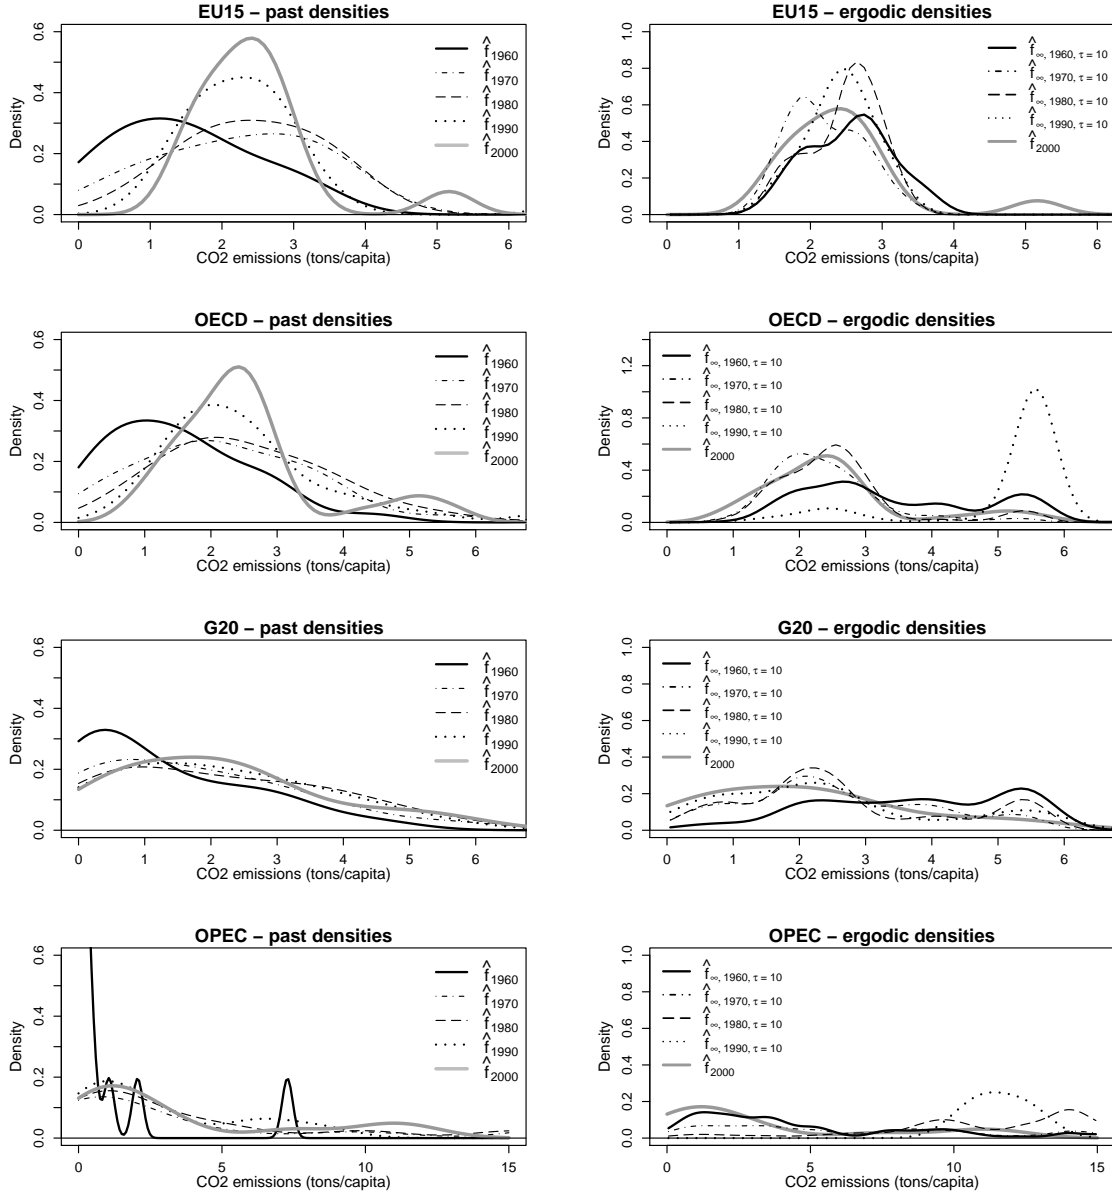 EU15 – past densities
0.6
0.4
0.2
0.0
Density
f̂1960
f̂1970
f̂1980
f̂1990
f̂2000
0 1 2 3 4 5 6
CO2 emissions (tons/capita)
EU15 – ergodic densities
1.0
0.8
0.6
0.4
0.2
0.0
Density
f̂∞, 1960, τ = 10
f̂∞, 1970, τ = 10
f̂∞, 1980, τ = 10
f̂∞, 1990, τ = 10
f̂2000
0 1 2 3 4 5 6
CO2 emissions (tons/capita)
OECD – past densities
0.6
0.4
0.2
0.0
Density
f̂1960
f̂1970
f̂1980
f̂1990
f̂2000
0 1 2 3 4 5 6
CO2 emissions (tons/capita)
OECD – ergodic densities
1.2
0.8
0.4
0.0
Density
f̂∞, 1960, τ = 10
f̂∞, 1970, τ = 10
f̂∞, 1980, τ = 10
f̂∞, 1990, τ = 10
f̂2000
0 1 2 3 4 5 6
CO2 emissions (tons/capita)
G20 – past densities
0.6
0.4
0.2
0.0
Density
f̂1960
f̂1970
f̂1980
f̂1990
f̂2000
0 1 2 3 4 5 6
CO2 emissions (tons/capita)
G20 – ergodic densities
1.0
0.8
0.6
0.4
0.2
0.0
Density
f̂∞, 1960, τ = 10
f̂∞, 1970, τ = 10
f̂∞, 1980, τ = 10
f̂∞, 1990, τ = 10
f̂2000
0 1 2 3 4 5 6
CO2 emissions (tons/capita)
OPEC – past densities
0.6
0.4
0.2
0.0
Density
f̂1960
f̂1970
f̂1980
f̂1990
f̂2000
0 5 10 15
CO2 emissions (tons/capita)
OPEC – ergodic densities
1.0
0.8
0.6
0.4
0.2
0.0
Density
f̂∞, 1960, τ = 10
f̂∞, 1970, τ = 10
f̂∞, 1980, τ = 10
f̂∞, 1990, τ = 10
f̂2000
0 5 10 15
CO2 emissions (tons/capita)